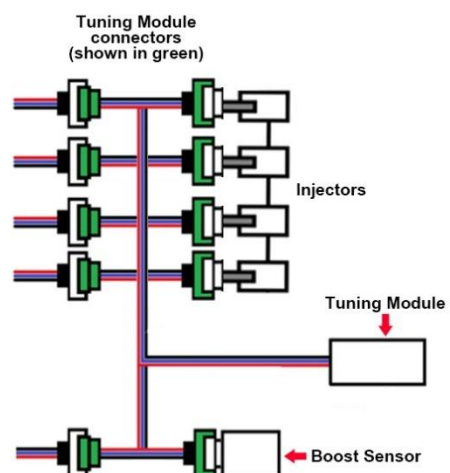 Tuning Module
connectors
(shown in green)
Injectors
Tuning Module
Boost Sensor